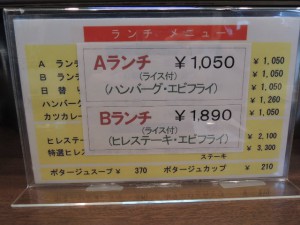 ランチ メニュー
Aランチ ￥1,050
(ライス付)
(ハンバーグ・エビフライ)
Bランチ ￥1,890
(ライス付)
(ヒレステーキ・エビフライ)
A ランチ ￥1,050
B ランチ ￥1,050
日替り ￥1,050
ハンバーグ ￥1,260
カツカレー ￥1,050
ヒレステ ￥2,100
特選ヒレ ￥3,300
ステーキ
ポタージュスープ ￥ 370 ポタージュカップ ￥ 210